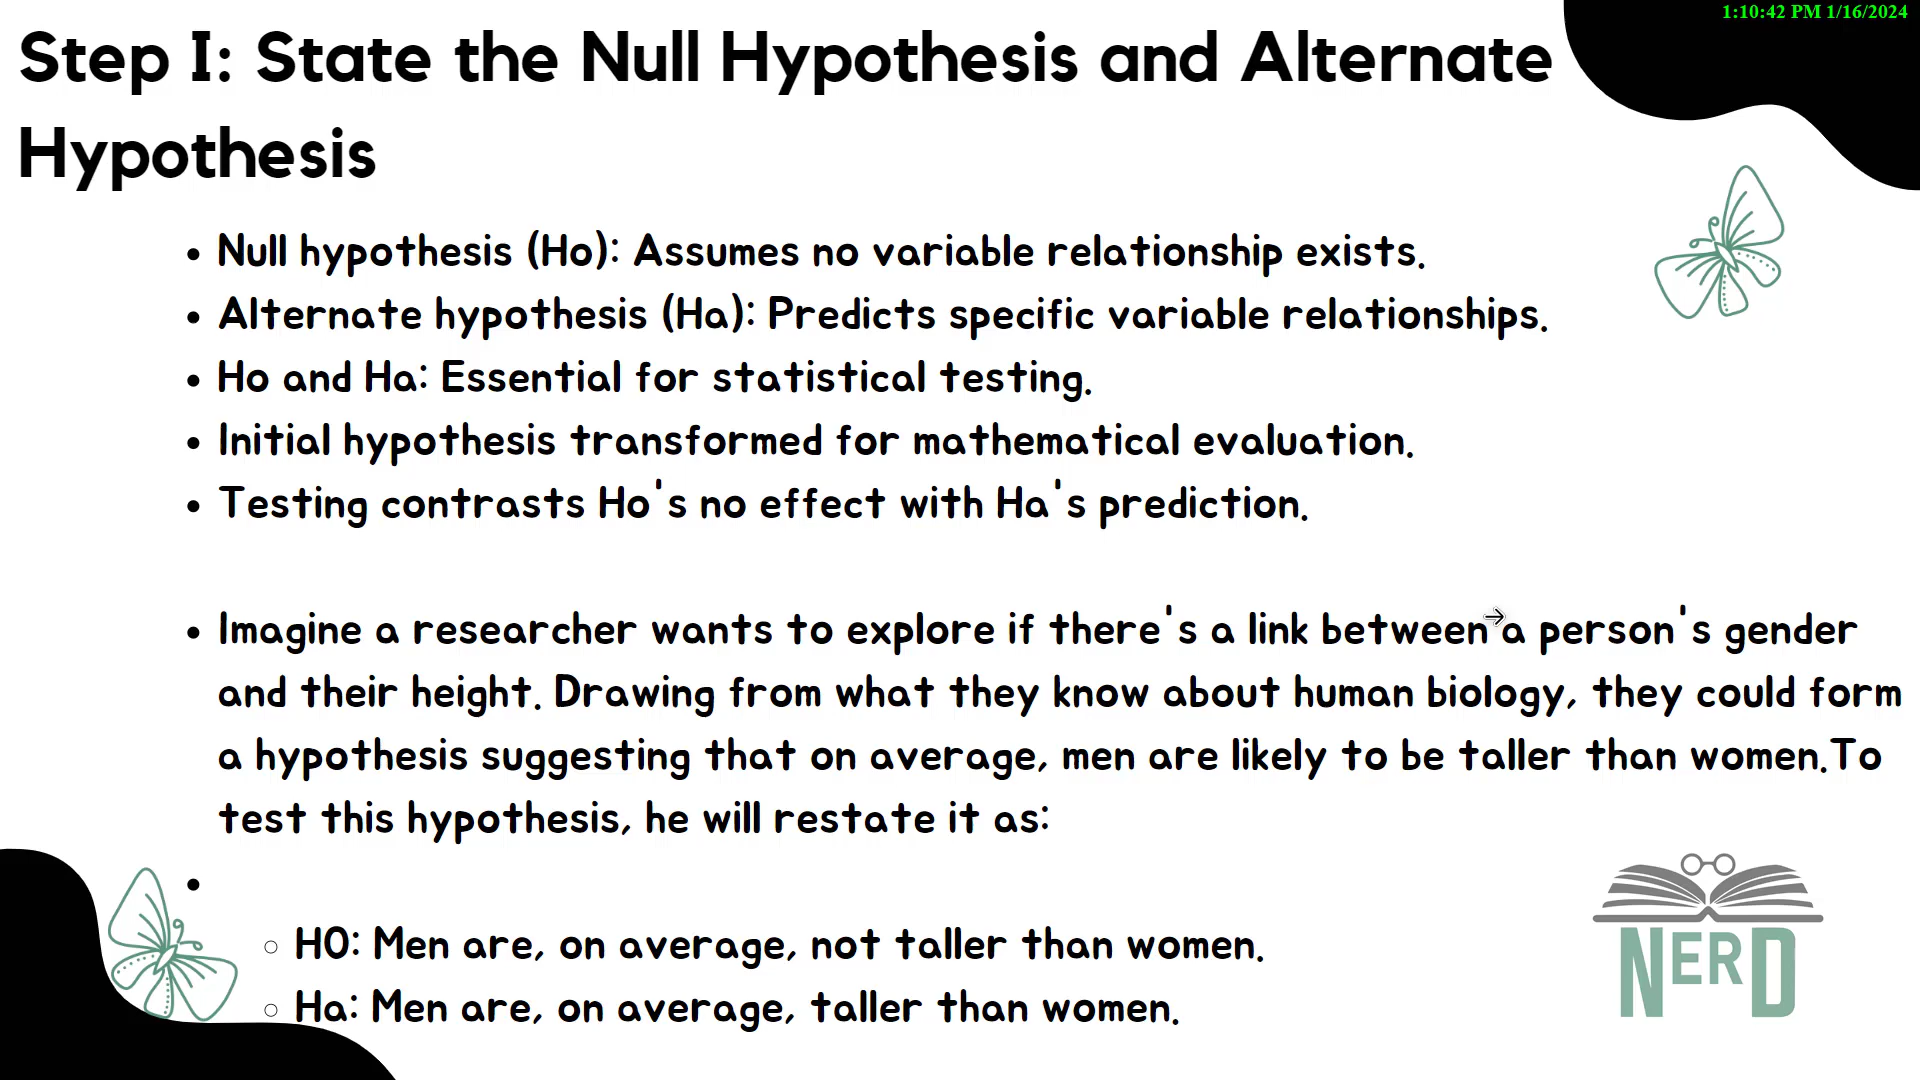 1:10:42 PM 1/16/2024
Step I: State the Null Hypothesis and Alternate
Hypothesis
• Null hypothesis (Ho): Assumes no variable relationship exists.
• Alternate hypothesis (Ha): Predicts specific variable relationships.
• Ho and Ha: Essential for statistical testing.
• Initial hypothesis transformed for mathematical evaluation.
• Testing contrasts Ho's no effect with Ha's prediction.
• Imagine a researcher wants to explore if there's a link between a person's gender
and their height. Drawing from what they know about human biology, they could form
a hypothesis suggesting that on average, men are likely to be taller than women.To
test this hypothesis, he will restate it as:
•
○ H0: Men are, on average, not taller than women.
○ Ha: Men are, on average, taller than women.
NERD